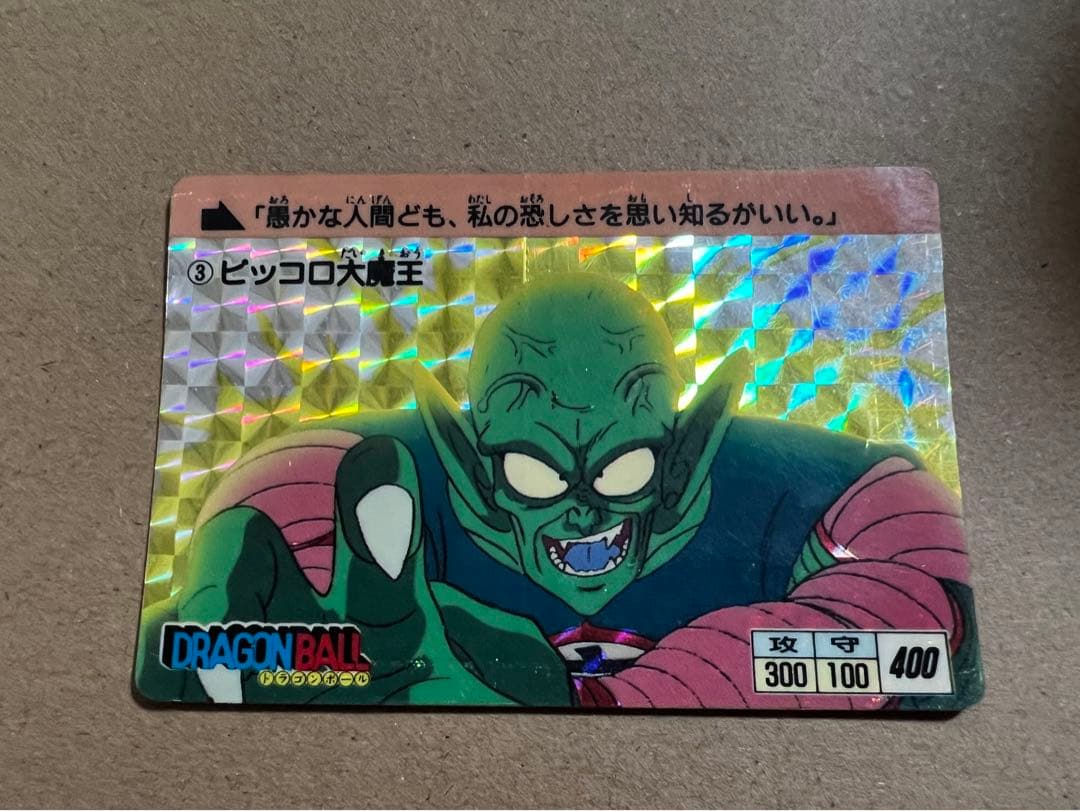 「愚かな人間ども、私の恐しさを思い知るがいい。」
③ピッコロ大魔王
DRAGON BALL
ドラゴンボール
攻 守
300 100 400